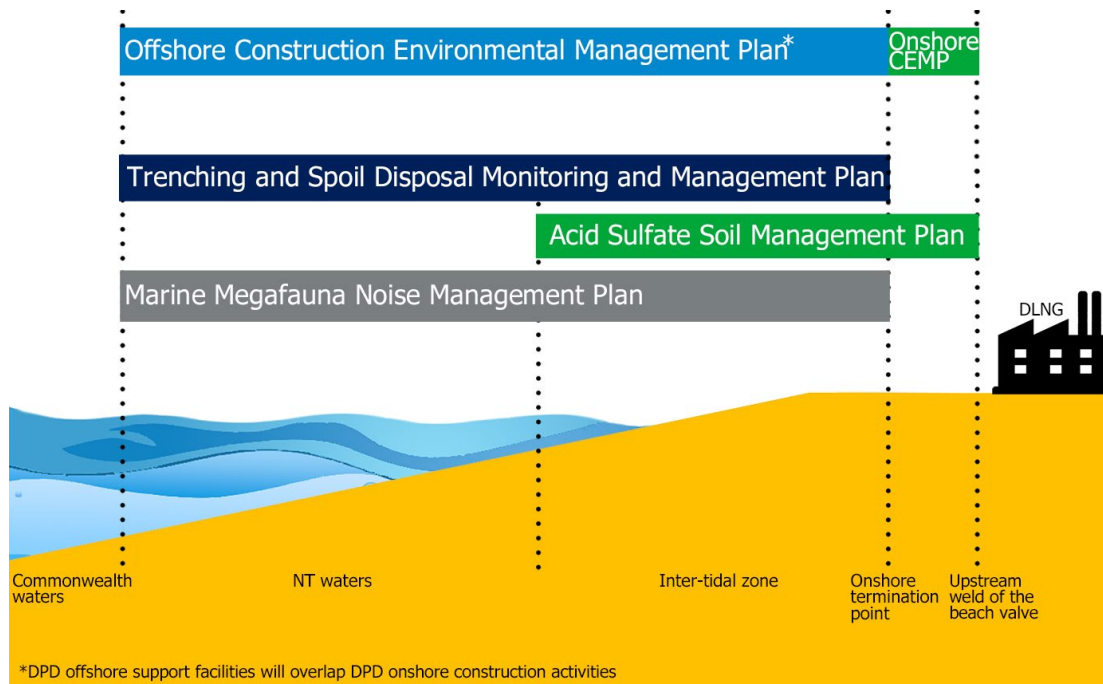 Offshore Construction Environmental Management Plan*
Onshore
CEMP
Trenching and Spoil Disposal Monitoring and Management Plan
Acid Sulfate Soil Management Plan
Marine Megafauna Noise Management Plan
DLNG
Commonwealth
waters
NT waters
Inter-tidal zone
Onshore
termination
point
Upstream
weld of the
beach valve
*DPD offshore support facilities will overlap DPD onshore construction activities